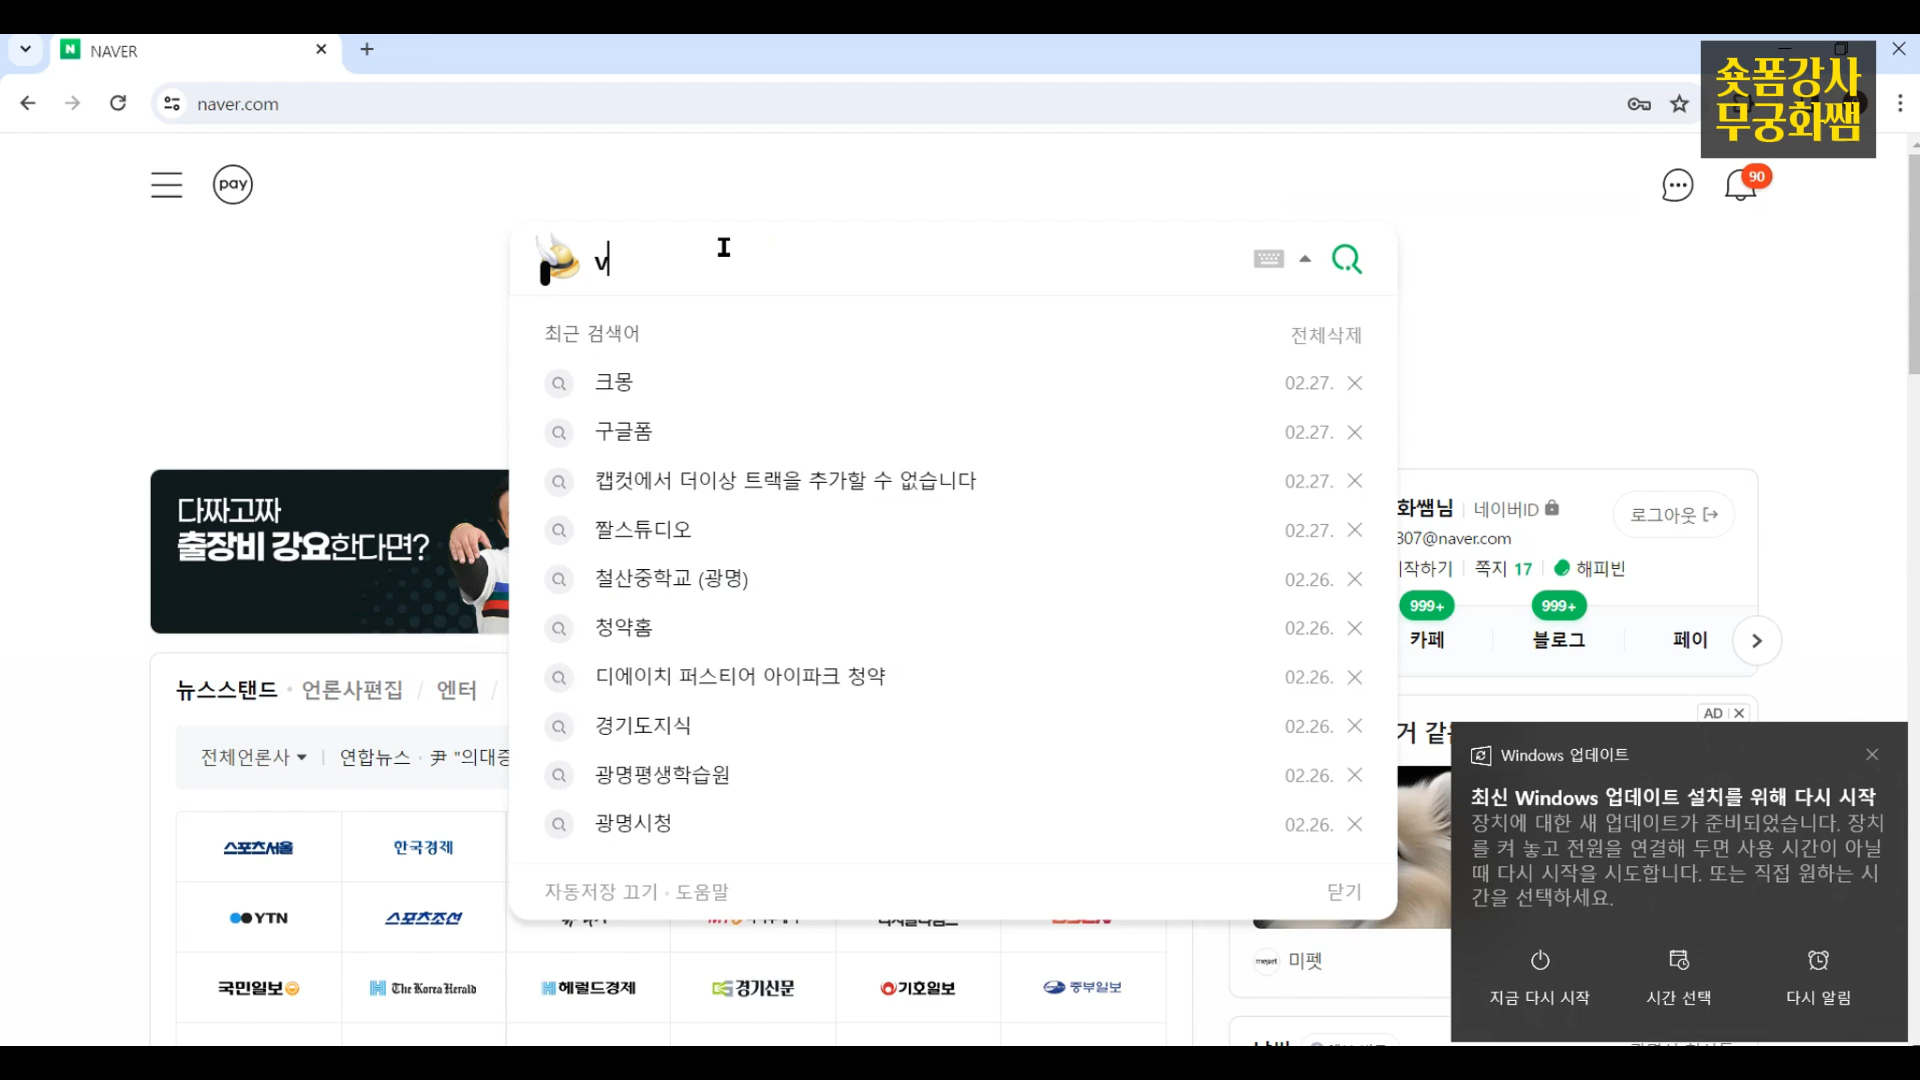 NAVER
naver.com
숏폼강사
무궁화쌤
pay
90
v
최근 검색어
전체삭제
크몽
02.27.
구글폼
02.27.
캡컷에서 더이상 트랙을 추가할 수 없습니다
02.27.
짤스튜디오
02.27.
철산중학교 (광명)
02.26.
청약홈
02.26.
디에이치 퍼스티어 아이파크 청약
02.26.
경기도지식
02.26.
광명평생학습원
02.26.
광명시청
02.26.
자동저장 끄기 · 도움말
닫기
다짜고짜
출장비 강요한다면?
화쌤님 | 네이버ID
로그아웃
307@naver.com
작하기 | 쪽지 17 | 해피빈
999+
999+
카페
블로그
페이
뉴스스탠드 · 언론사편집 / 엔터 /
전체언론사 | 연합뉴스 · 尹 "의대증
스포츠서울
한국경제
YTN
스포츠조선
국민일보
The Korea Herald
헤럴드경제
경기신문
기호일보
중부일보
AD
거 같
미펫
Windows 업데이트
최신 Windows 업데이트 설치를 위해 다시 시작
장치에 대한 새 업데이트가 준비되었습니다. 장치
를 켜 놓고 전원을 연결해 두면 사용 시간이 아닐
때 다시 시작을 시도합니다. 또는 직접 원하는 시
간을 선택하세요.
지금 다시 시작
시간 선택
다시 알림